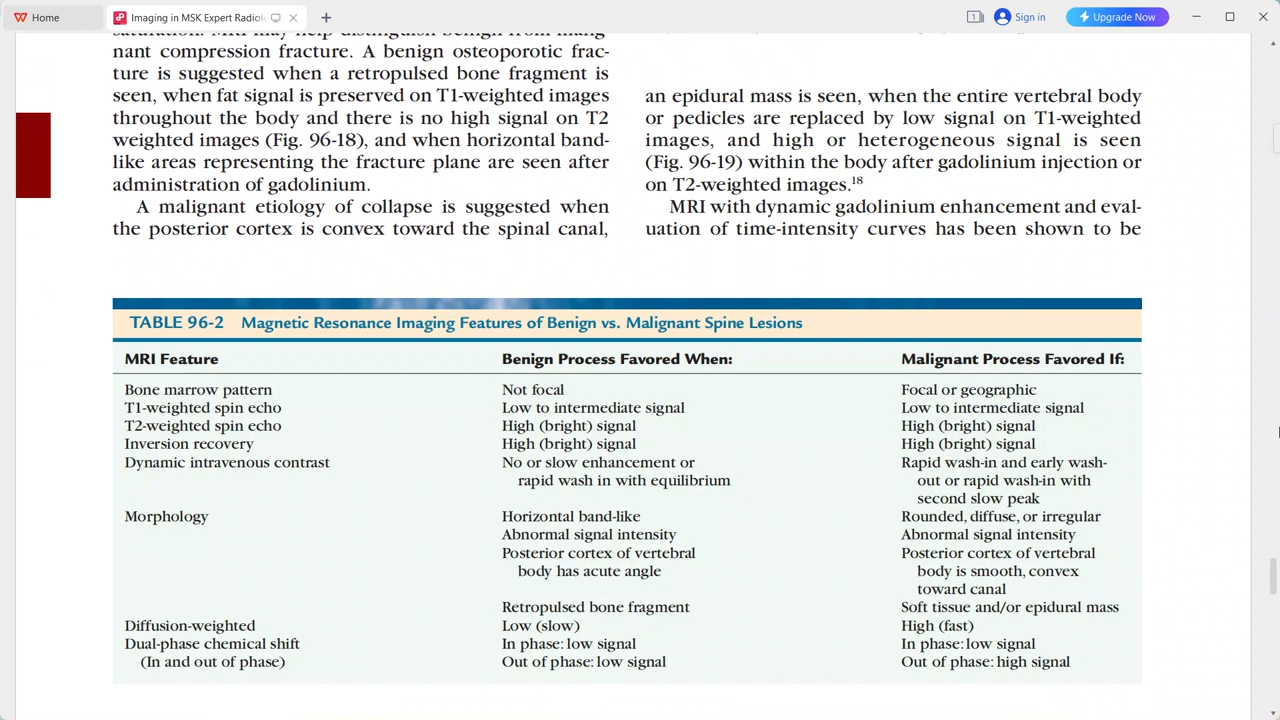 Home
Imaging in MSK Expert Radiolo
1
Sign in
Upgrade Now
saturation. MRI may help distinguish benign from malig-
nant compression fracture. A benign osteoporotic frac-
ture is suggested when a retropulsed bone fragment is
seen, when fat signal is preserved on T1-weighted images
throughout the body and there is no high signal on T2
weighted images (Fig. 96-18), and when horizontal band-
like areas representing the fracture plane are seen after
administration of gadolinium.
A malignant etiology of collapse is suggested when
the posterior cortex is convex toward the spinal canal,
an epidural mass is seen, when the entire vertebral body
or pedicles are replaced by low signal on T1-weighted
images, and high or heterogeneous signal is seen
(Fig. 96-19) within the body after gadolinium injection or
on T2-weighted images.18
MRI with dynamic gadolinium enhancement and eval-
uation of time-intensity curves has been shown to be
TABLE 96-2 Magnetic Resonance Imaging Features of Benign vs. Malignant Spine Lesions
MRI Feature Benign Process Favored When: Malignant Process Favored If:
Bone marrow pattern Not focal Focal or geographic
T1-weighted spin echo Low to intermediate signal Low to intermediate signal
T2-weighted spin echo High (bright) signal High (bright) signal
Inversion recovery High (bright) signal High (bright) signal
Dynamic intravenous contrast No or slow enhancement or Rapid wash-in and early wash-
rapid wash in with equilibrium out or rapid wash-in with
second slow peak
Morphology Horizontal band-like Rounded, diffuse, or irregular
Abnormal signal intensity Abnormal signal intensity
Posterior cortex of vertebral Posterior cortex of vertebral
body has acute angle body is smooth, convex
toward canal
Retropulsed bone fragment Soft tissue and/or epidural mass
Diffusion-weighted Low (slow) High (fast)
Dual-phase chemical shift In phase: low signal In phase: low signal
(In and out of phase) Out of phase: low signal Out of phase: high signal